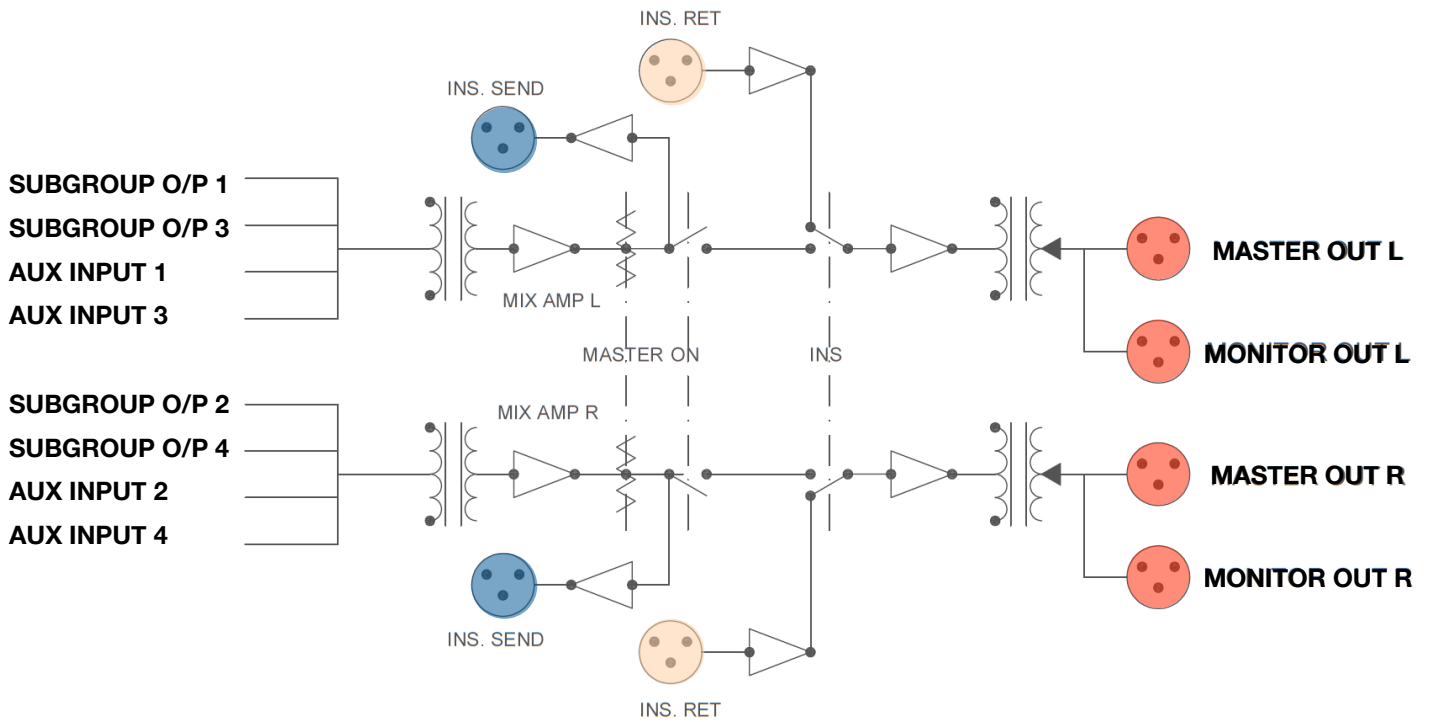 INS. RET
INS. SEND
SUBGROUP O/P 1
SUBGROUP O/P 3
AUX INPUT 1
AUX INPUT 3
MIX AMP L
MASTER OUT L
MONITOR OUT L
MASTER ON
INS
SUBGROUP O/P 2
SUBGROUP O/P 4
AUX INPUT 2
AUX INPUT 4
MIX AMP R
MASTER OUT R
MONITOR OUT R
INS. SEND
INS. RET